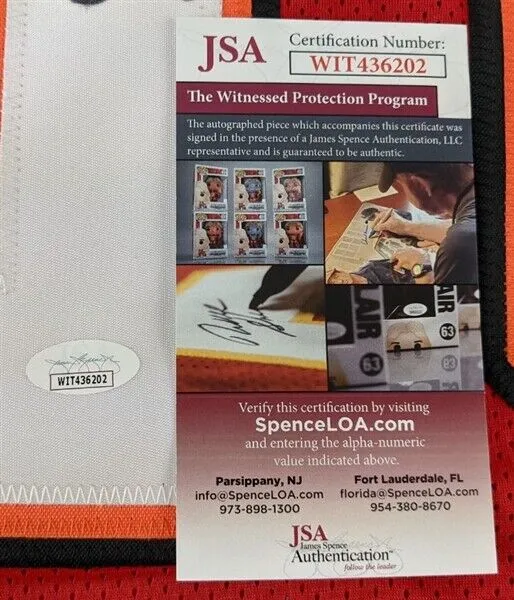 JSA
Certification Number:
WIT436202
The Witnessed Protection Program
The autographed piece which accompanies this certificate was
signed in the presence of a James Spence Authentication, LLC
representative and is guaranteed to be authentic.
LAIR
63
WIT436202
Verify this certification by visiting
SpenceLOA.com
and entering the alpha-numeric
value indicated above.
Parsippany, NJ
info@SpenceLOA.com
973-898-1300
Fort Lauderdale, FL
florida@SpenceLOA.com
954-380-8670
JSA
James Spence
Authentication
follow the leader